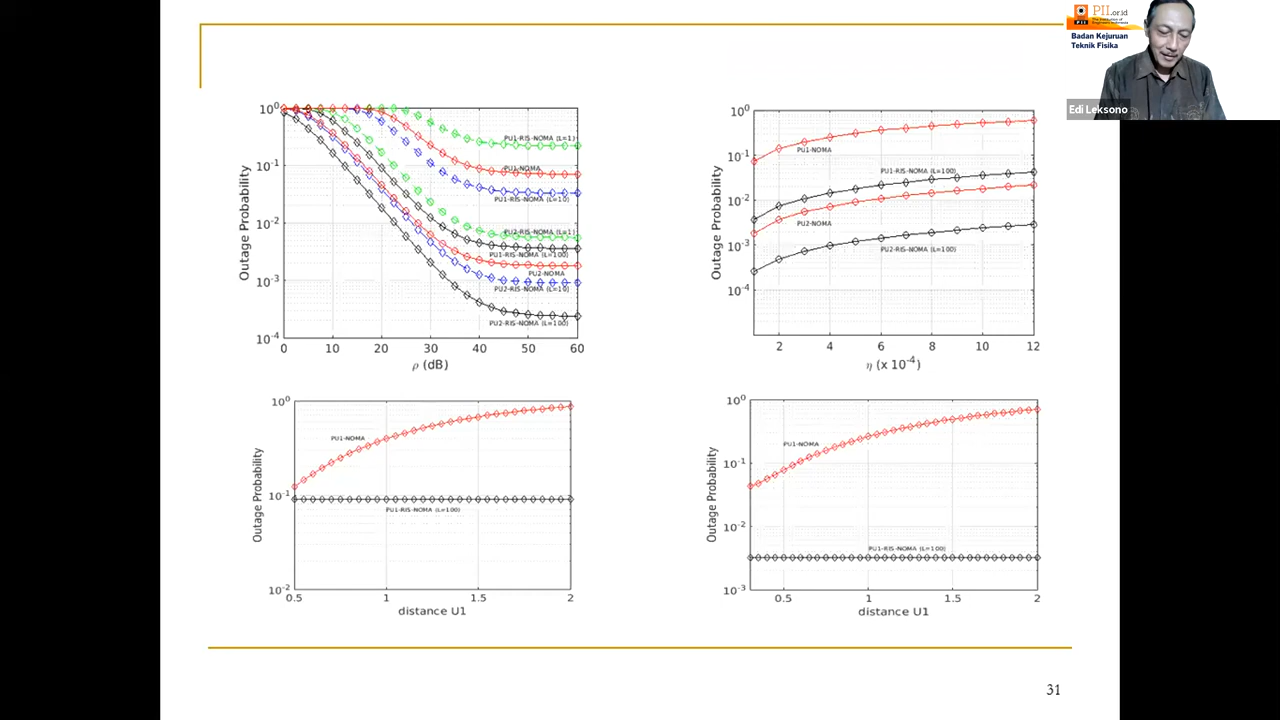 PII.or.id
Badan Kejuruan
Teknik Fisika
Edi Leksono
10^0
10^-1
10^-2
10^-3
10^-4
Outage Probability
PU1-RIS-NOMA (L=1)
PU1-NOMA
PU1-RIS-NOMA (L=10)
PU2-RIS-NOMA (L=1)
PU1-RIS-NOMA (L=100)
PU2-NOMA
PU2-RIS-NOMA (L=10)
PU2-RIS-NOMA (L=100)
0 10 20 30 40 50 60
ρ (dB)
10^0
10^-1
10^-2
10^-3
10^-4
Outage Probability
PU1-NOMA
PU1-RIS-NOMA (L=100)
PU2-NOMA
PU2-RIS-NOMA (L=100)
2 4 6 8 10 12
η (x 10^-4)
10^0
10^-1
10^-2
Outage Probability
PU1-NOMA
PU1-RIS-NOMA (L=100)
0.5 1 1.5 2
distance U1
10^0
10^-1
10^-2
10^-3
Outage Probability
PU1-NOMA
PU1-RIS-NOMA (L=100)
0.5 1 1.5 2
distance U1
31